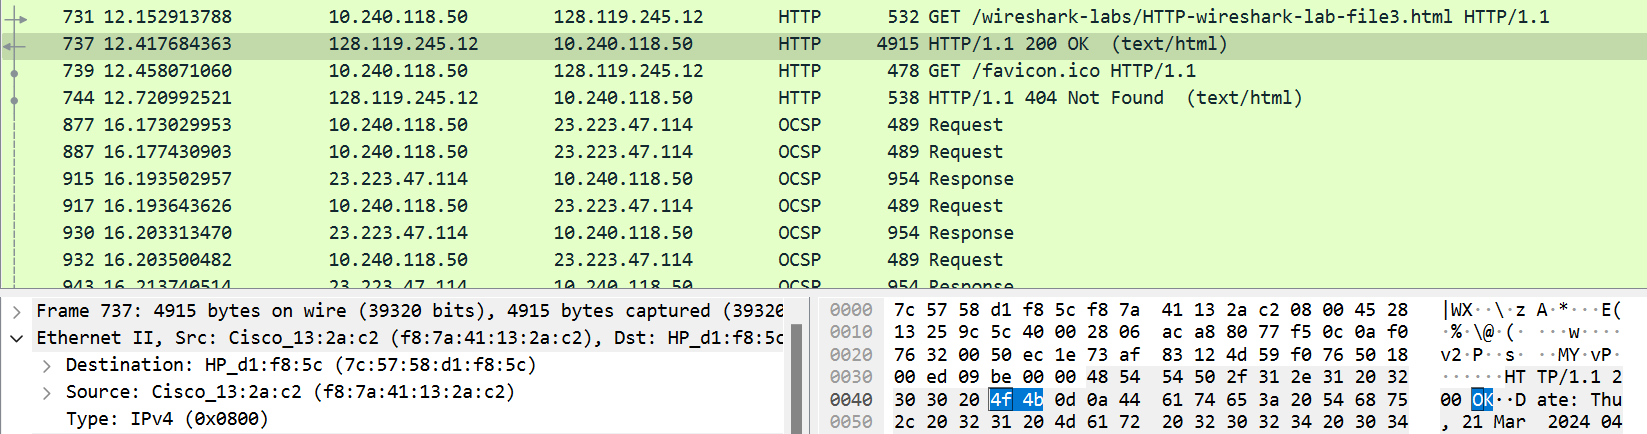 731 12.152913788 10.240.118.50 128.119.245.12 HTTP 532 GET /wireshark-labs/HTTP-wireshark-lab-file3.html HTTP/1.1
737 12.417684363 128.119.245.12 10.240.118.50 HTTP 4915 HTTP/1.1 200 OK (text/html)
739 12.458071060 10.240.118.50 128.119.245.12 HTTP 478 GET /favicon.ico HTTP/1.1
744 12.720992521 128.119.245.12 10.240.118.50 HTTP 538 HTTP/1.1 404 Not Found (text/html)
877 16.173029953 10.240.118.50 23.223.47.114 OCSP 489 Request
887 16.177430903 10.240.118.50 23.223.47.114 OCSP 489 Request
915 16.193502957 23.223.47.114 10.240.118.50 OCSP 954 Response
917 16.193643626 10.240.118.50 23.223.47.114 OCSP 489 Request
930 16.203313470 23.223.47.114 10.240.118.50 OCSP 954 Response
932 16.203500482 10.240.118.50 23.223.47.114 OCSP 489 Request
943 16.213740514 23.223.47.114 10.240.118.50 OCSP 954 Response
Frame 737: 4915 bytes on wire (39320 bits), 4915 bytes captured (39320
Ethernet II, Src: Cisco_13:2a:c2 (f8:7a:41:13:2a:c2), Dst: HP_d1:f8:5c
Destination: HP_d1:f8:5c (7c:57:58:d1:f8:5c)
Source: Cisco_13:2a:c2 (f8:7a:41:13:2a:c2)
Type: IPv4 (0x0800)
0000 7c 57 58 d1 f8 5c f8 7a 41 13 2a c2 08 00 45 28 |WX··\·z A·*···E(
0010 13 25 9c 5c 40 00 28 06 ac a8 80 77 f5 0c 0a f0 ·%·\@·(· ···w····
0020 76 32 00 50 ec 1e 73 af 83 12 4d 59 f0 76 50 18 v2·P··s· ··MY·vP·
0030 00 ed 09 be 00 00 48 54 54 50 2f 31 2e 31 20 32 ······HT TP/1.1 2
0040 30 30 20 4f 4b 0d 0a 44 61 74 65 3a 20 54 68 75 00 OK··D ate: Thu
0050 2c 20 32 31 20 4d 61 72 20 32 30 32 34 20 30 34 , 21 Mar 2024 04